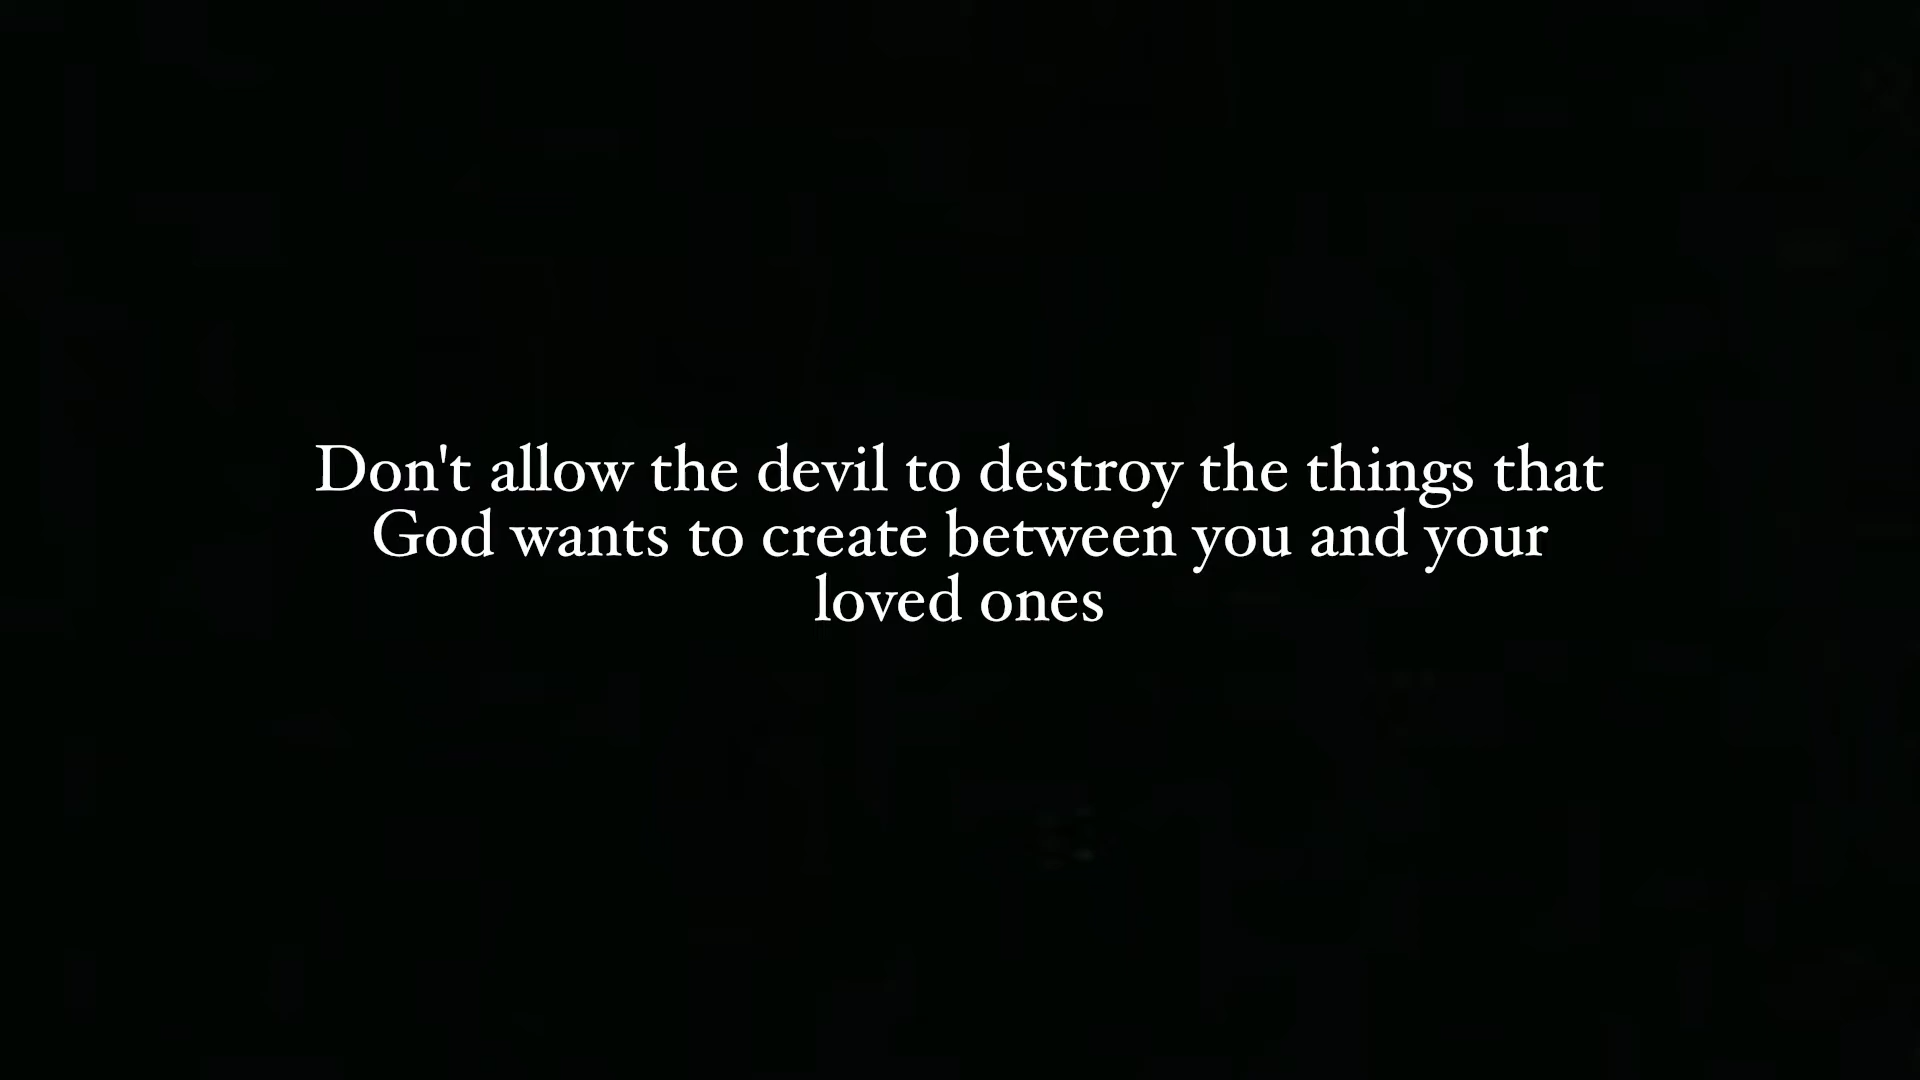 Don't allow the devil to destroy the things that
God wants to create between you and your
loved ones